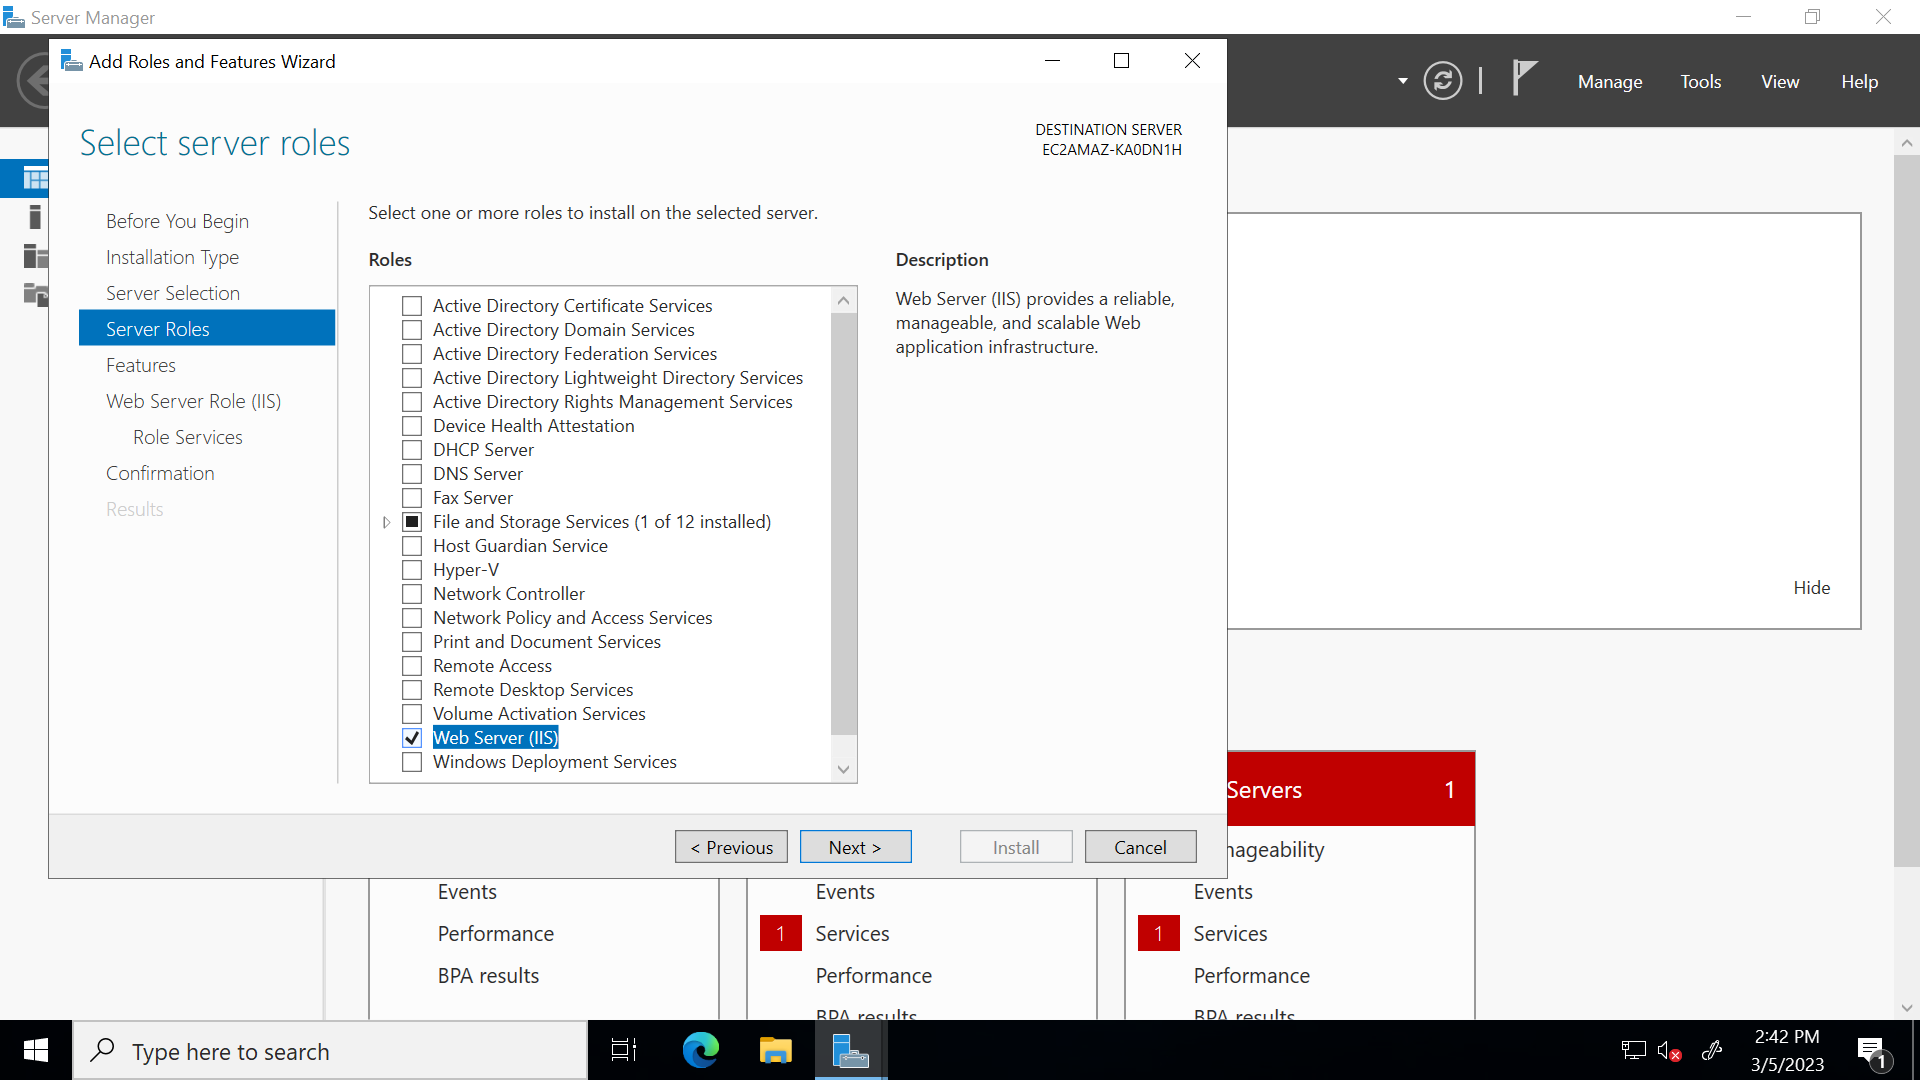 Server Manager
Manage
Tools
View
Help
Add Roles and Features Wizard
Select server roles
DESTINATION SERVER
EC2AMAZ-KA0DN1H
Before You Begin
Installation Type
Server Selection
Server Roles
Features
Web Server Role (IIS)
Role Services
Confirmation
Results
Select one or more roles to install on the selected server.
Roles
Active Directory Certificate Services
Active Directory Domain Services
Active Directory Federation Services
Active Directory Lightweight Directory Services
Active Directory Rights Management Services
Device Health Attestation
DHCP Server
DNS Server
Fax Server
File and Storage Services (1 of 12 installed)
Host Guardian Service
Hyper-V
Network Controller
Network Policy and Access Services
Print and Document Services
Remote Access
Remote Desktop Services
Volume Activation Services
Web Server (IIS)
Windows Deployment Services
Description
Web Server (IIS) provides a reliable,
manageable, and scalable Web
application infrastructure.
< Previous
Next >
Install
Cancel
Hide
Servers
1
nageability
Events
Performance
BPA results
Events
1
Services
Performance
BPA results
Events
1
Services
Performance
BPA results
Type here to search
2:42 PM
3/5/2023
1